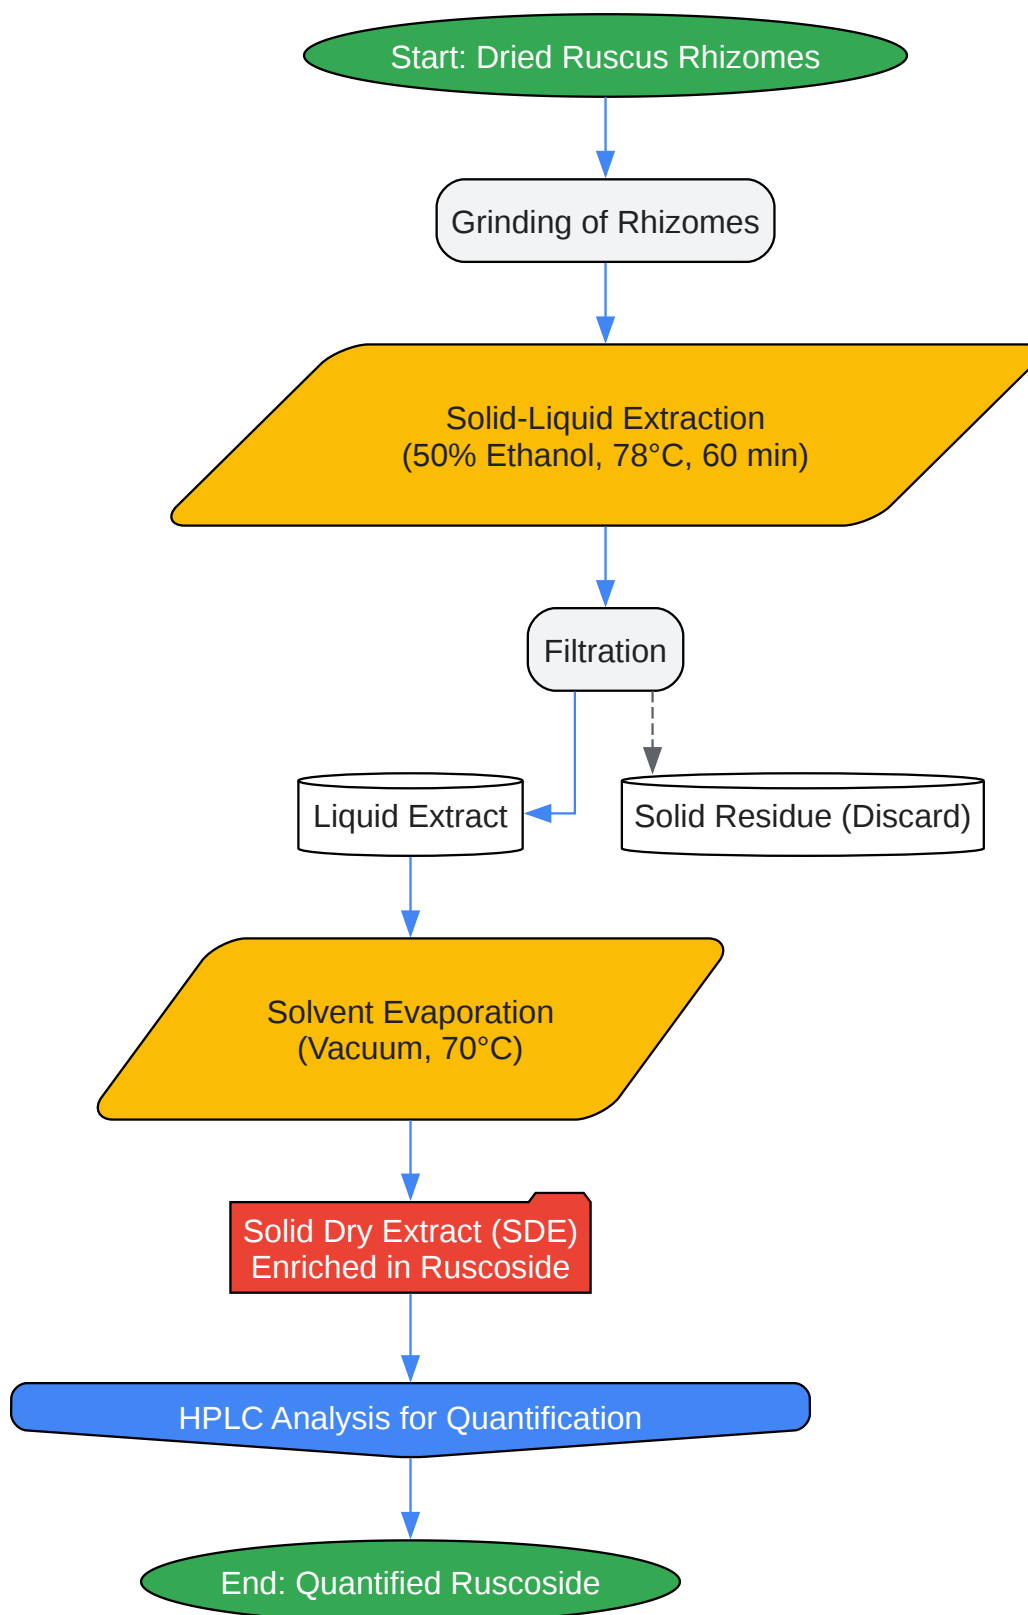 Start: Dried Ruscus Rhizomes
Grinding of Rhizomes
Solid-Liquid Extraction
(50% Ethanol, 78°C, 60 min)
Filtration
Liquid Extract
Solid Residue (Discard)
Solvent Evaporation
(Vacuum, 70°C)
Solid Dry Extract (SDE)
Enriched in Ruscoside
HPLC Analysis for Quantification
End: Quantified Ruscoside